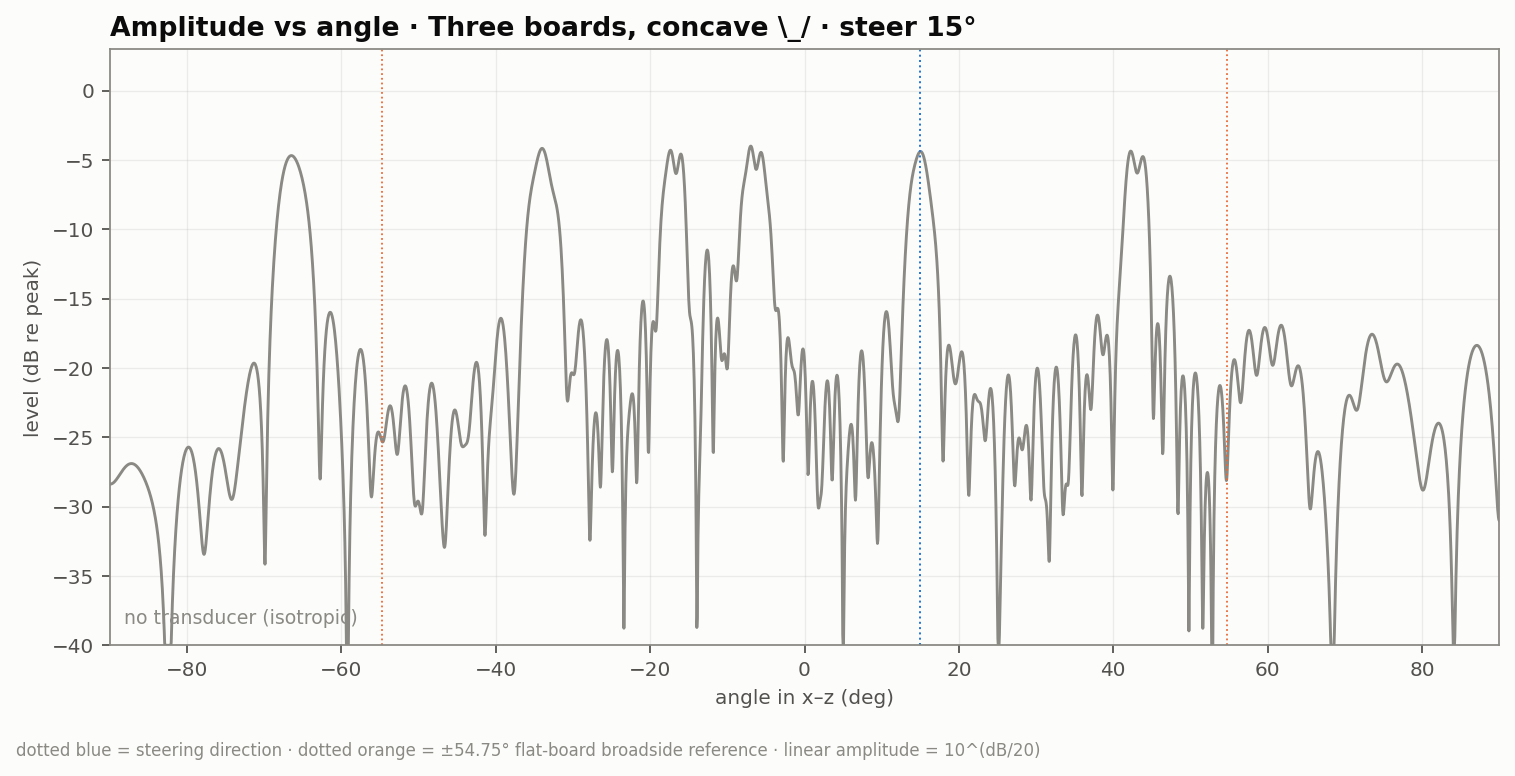 Amplitude vs angle · Three boards, concave \_/ · steer 15°
level (dB re peak)
0
−5
−10
−15
−20
−25
−30
−35
−40
no transducer (isotropic)
−80 −60 −40 −20 0 20 40 60 80
angle in x–z (deg)
dotted blue = steering direction · dotted orange = ±54.75° flat-board broadside reference · linear amplitude = 10^(dB/20)